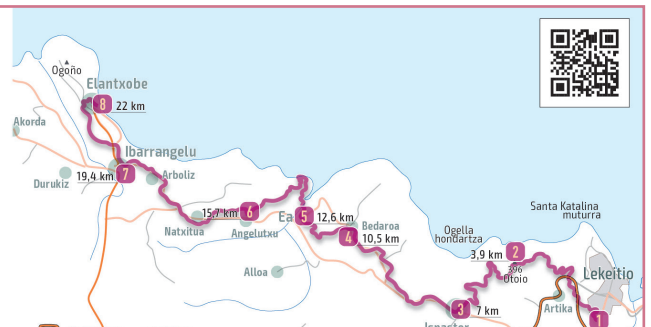 Ogoño
Elantxobe
8 22 km
Akorda
Ibarrangelu
7
19,4 km
Arboliz
Durukiz
15,7 km 6
Natxitua
Angelutxu
Ea
5 12,6 km
Bedaroa
4 10,5 km
Alloa
Santa Katalina
muturra
Ogella
hondartza
2
3,9 km
396
Otoio
Lekeitio
Artika
3 7 km
1